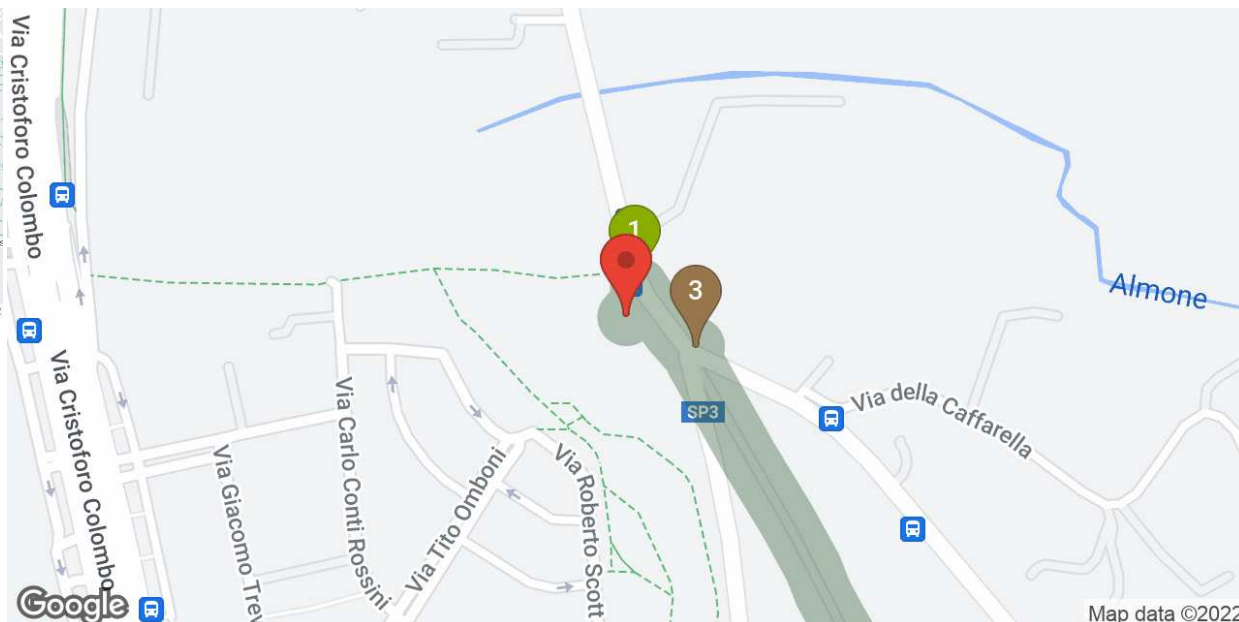 Via Cristoforo Colombo
1
3
Almone
Via Cristoforo Colombo
Via della Caffarella
SP3
Via Carlo Conti Rossini
Via Giacomo Trev
Via Tito Omboni
Via Roberto Scott
Google
Map data ©2022